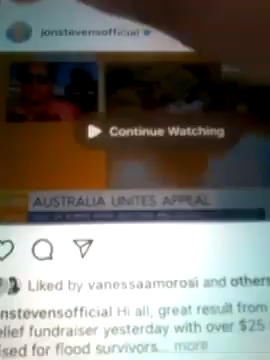 jonstevensofficial
Continue Watching
AUSTRALIA UNITES APPEAL
Liked by vanessaamorosi and others
nstevensofficial Hi all, great result from
elief fundraiser yesterday with over $25
ised for flood survivors... more